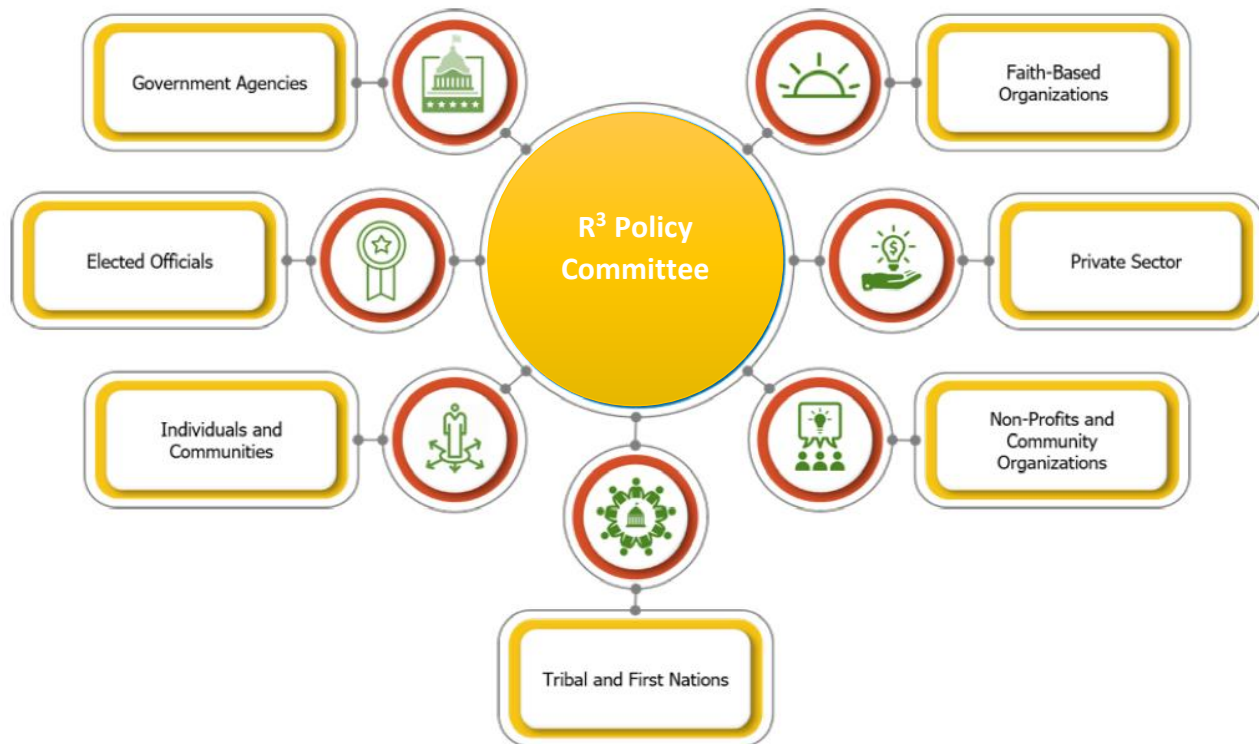 Government Agencies
Faith-Based
Organizations
R³ Policy
Committee
Elected Officials
Private Sector
$
Individuals and
Communities
Non-Profits and
Community
Organizations
Tribal and First Nations